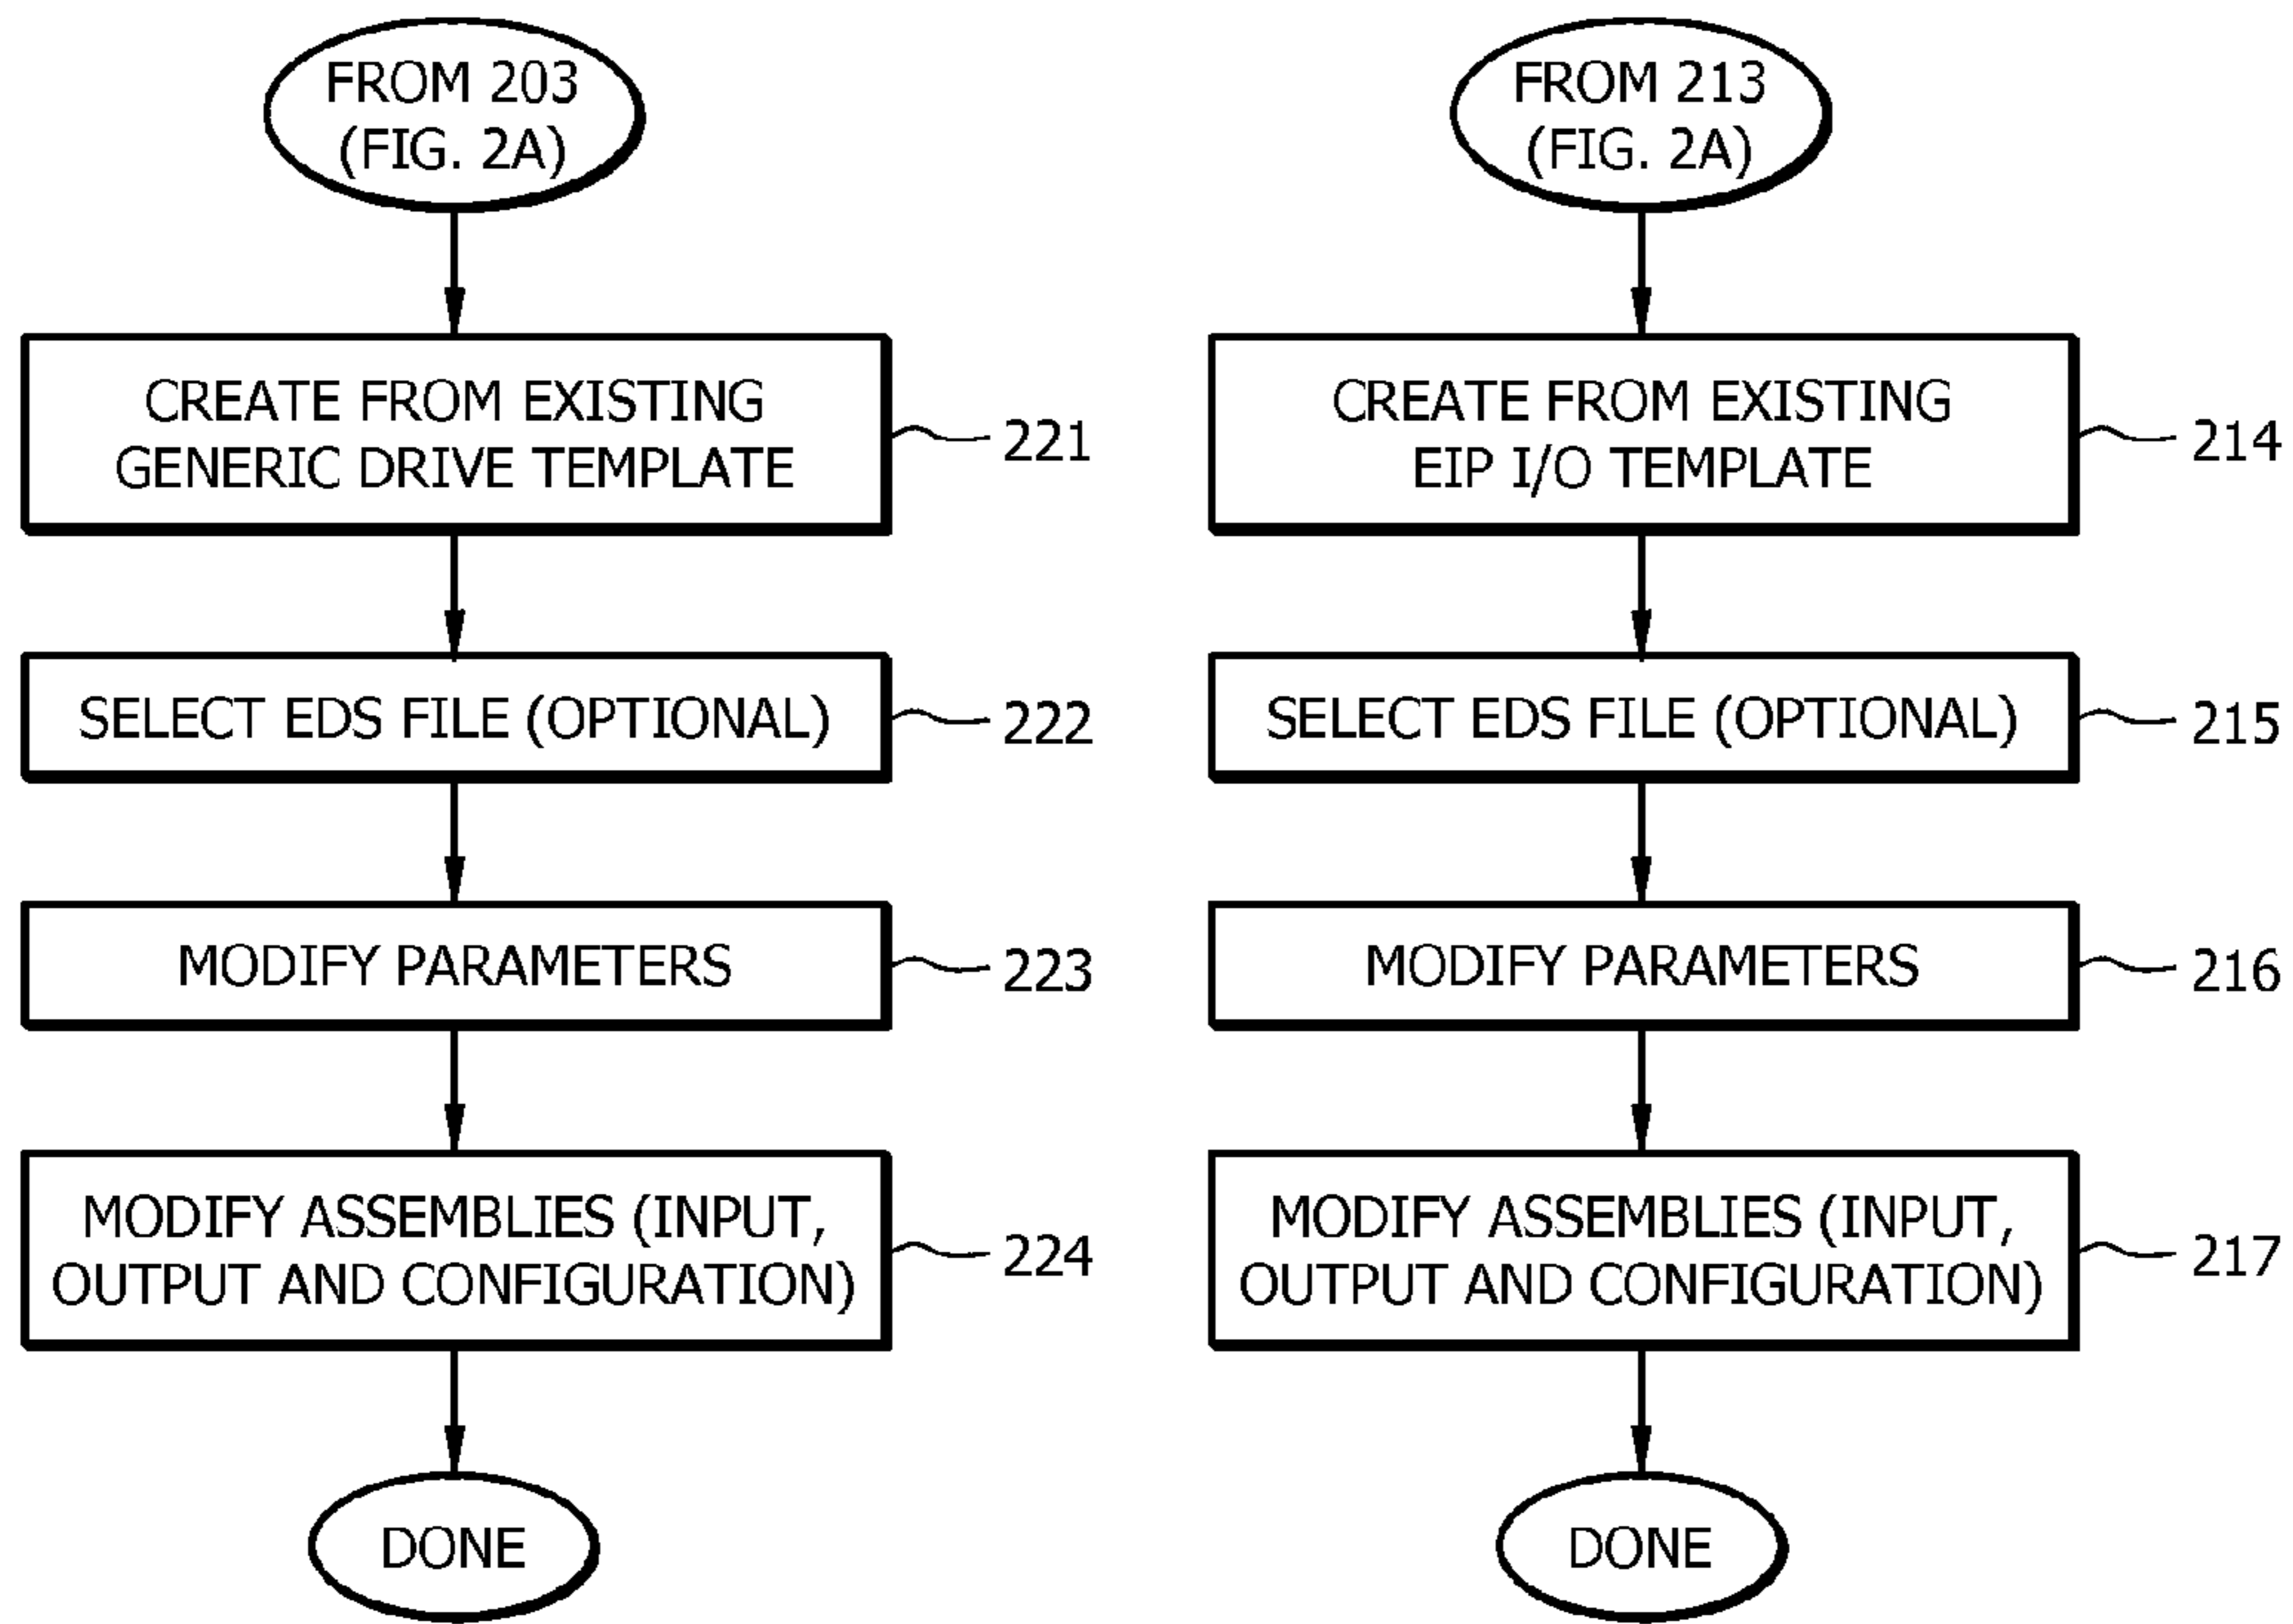 FROM 203
(FIG. 2A)
CREATE FROM EXISTING
GENERIC DRIVE TEMPLATE
221
SELECT EDS FILE (OPTIONAL)
222
MODIFY PARAMETERS
223
MODIFY ASSEMBLIES (INPUT,
OUTPUT AND CONFIGURATION)
224
DONE
FROM 213
(FIG. 2A)
CREATE FROM EXISTING
EIP I/O TEMPLATE
214
SELECT EDS FILE (OPTIONAL)
215
MODIFY PARAMETERS
216
MODIFY ASSEMBLIES (INPUT,
OUTPUT AND CONFIGURATION)
217
DONE